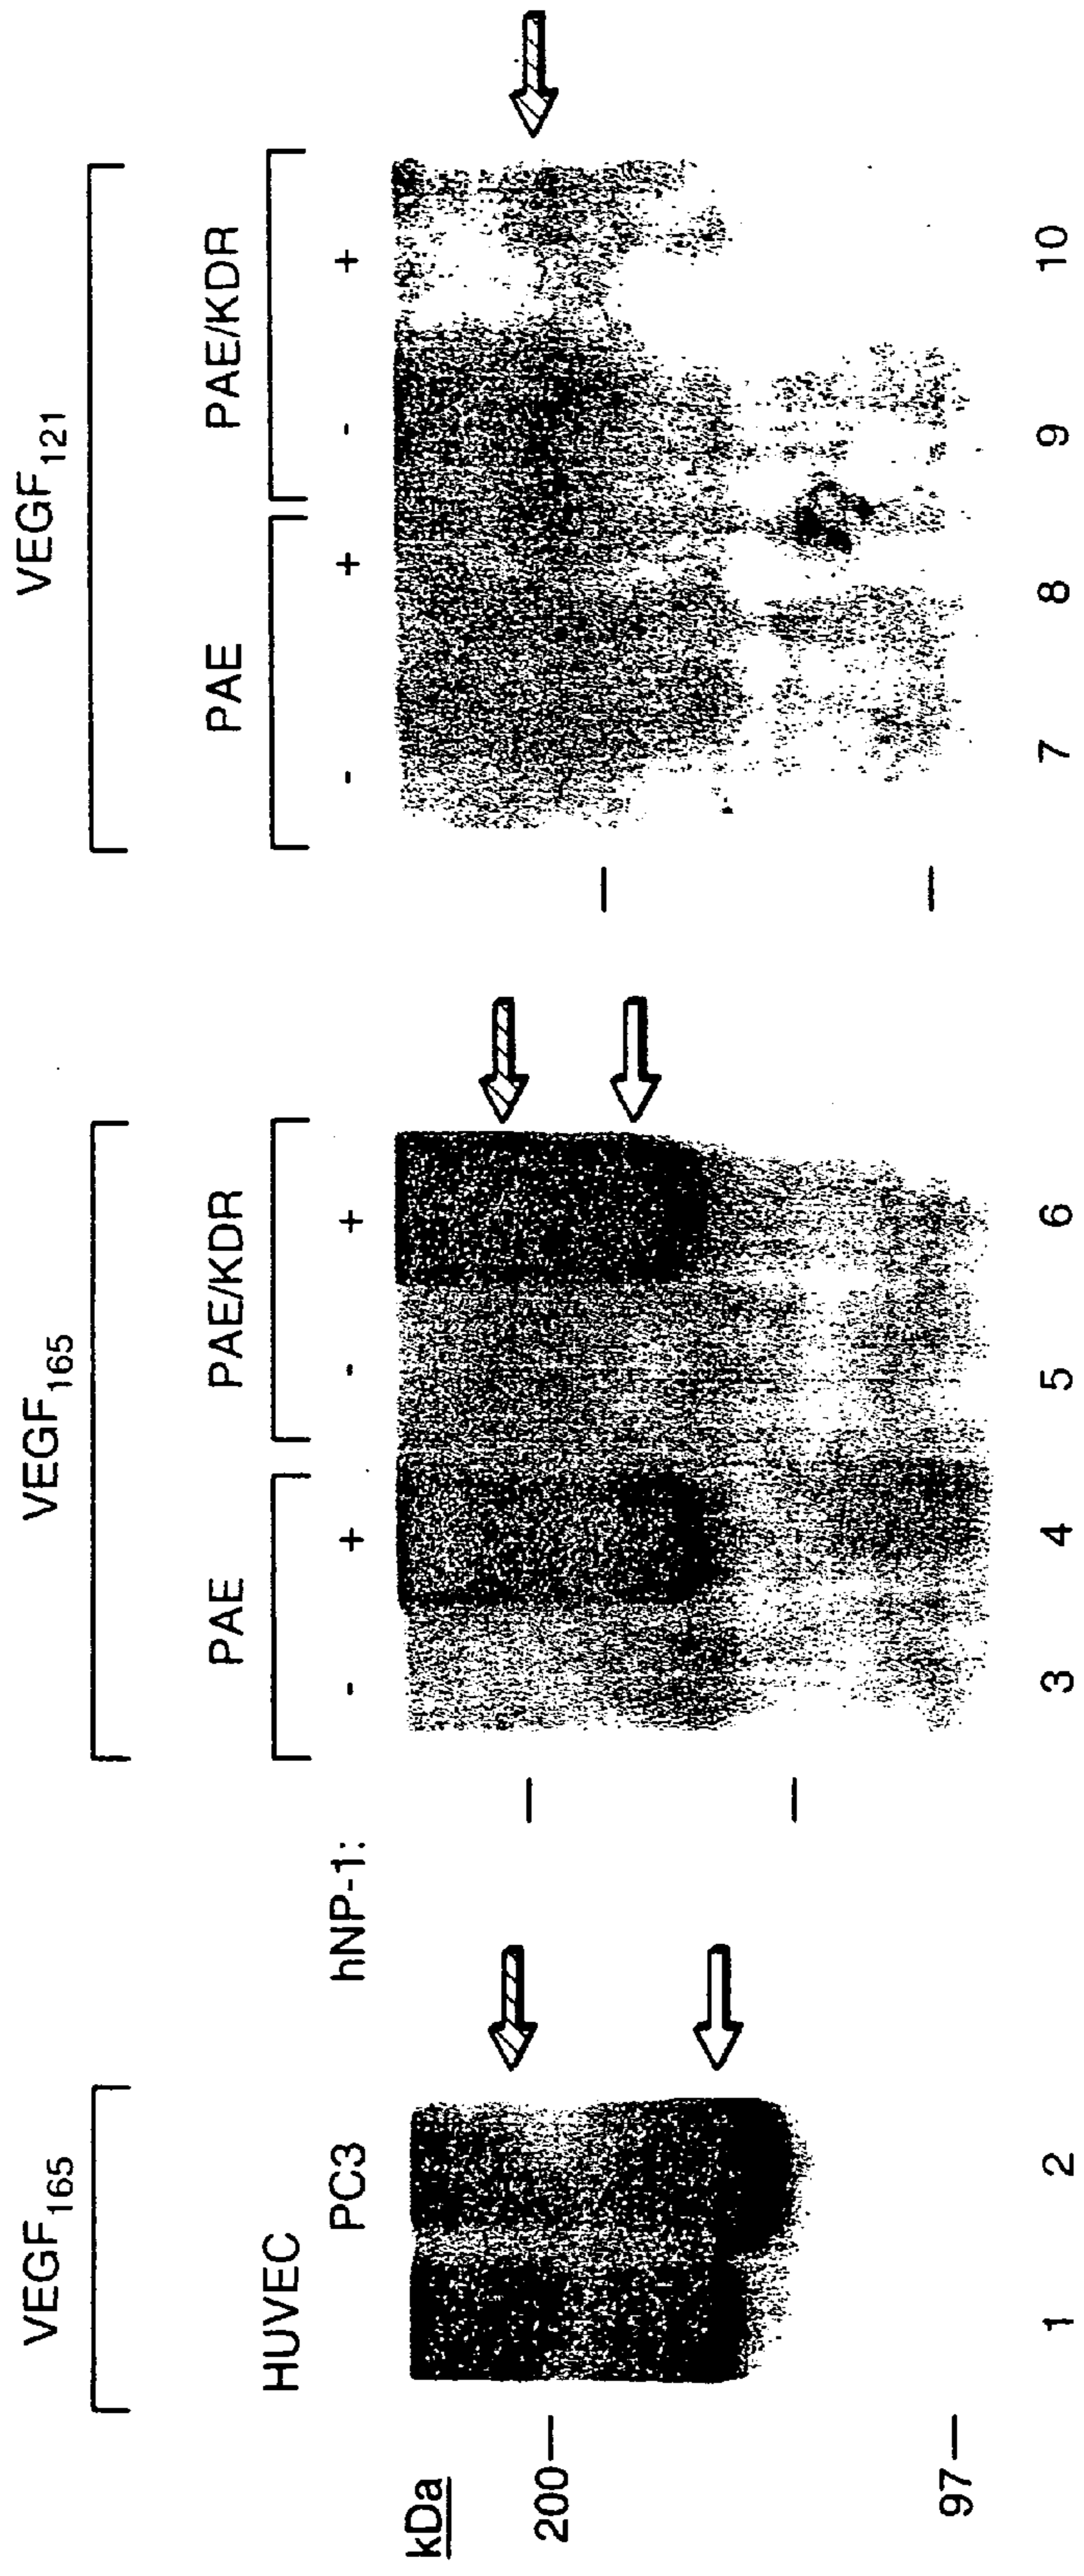 VEGF165 VEGF165 VEGF121
HUVEC PAE PAE/KDR PAE PAE/KDR
PC3 hNP-1: - + - + - + - +
kDa
200
97
1 2 3 4 5 6 7 8 9 10